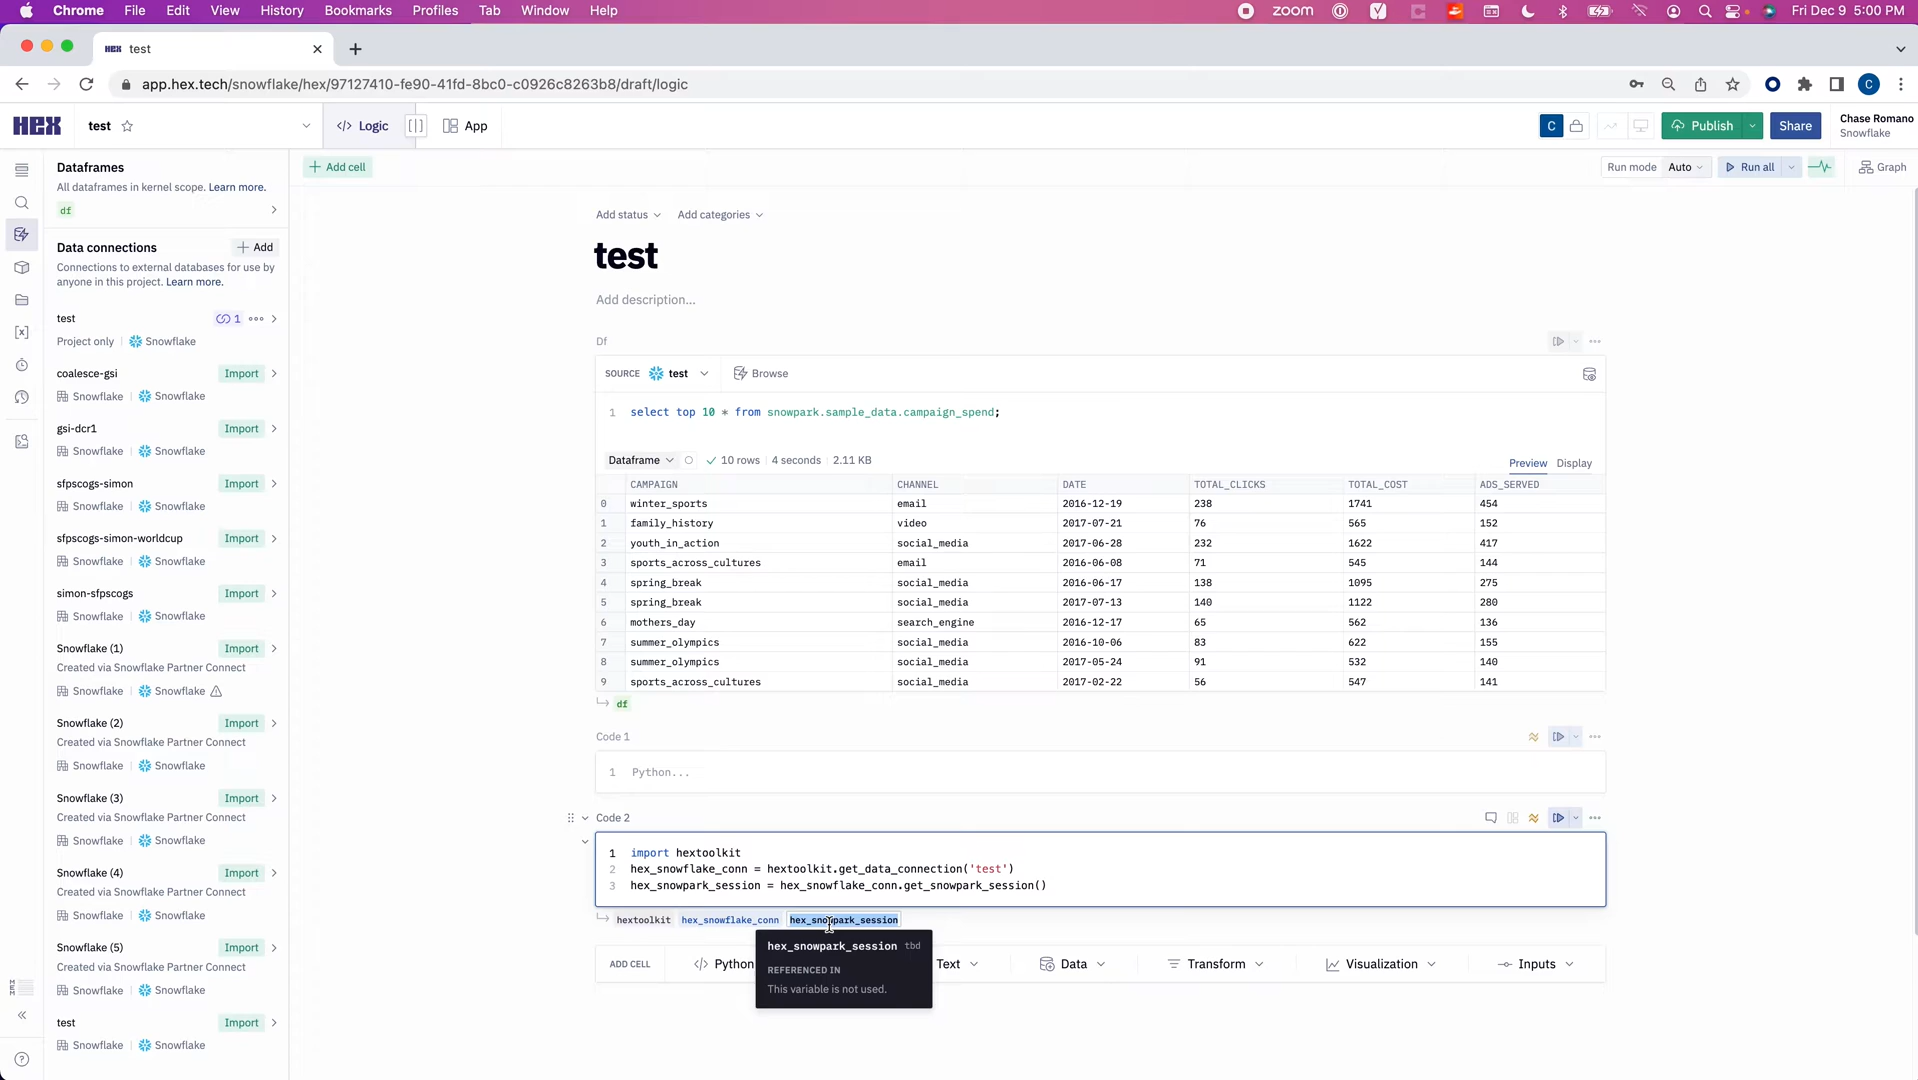 Chrome File Edit View History Bookmarks Profiles Tab Window Help
zoom
Fri Dec 9 5:00 PM
HEX test
app.hex.tech/snowflake/hex/97127410-fe90-41fd-8bc0-c0926c8263b8/draft/logic
C
HEX test
</> Logic
App
C
Publish
Share
Chase Romano
Snowflake
Dataframes
All dataframes in kernel scope. Learn more.
df
Data connections
+ Add
Connections to external databases for use by
anyone in this project. Learn more.
test 1
Project only | Snowflake
coalesce-gsi Import
Snowflake | Snowflake
gsi-dcr1 Import
Snowflake | Snowflake
sfpscogs-simon Import
Snowflake | Snowflake
sfpscogs-simon-worldcup Import
Snowflake | Snowflake
simon-sfpscogs Import
Snowflake | Snowflake
Snowflake (1) Import
Created via Snowflake Partner Connect
Snowflake | Snowflake
Snowflake (2) Import
Created via Snowflake Partner Connect
Snowflake | Snowflake
Snowflake (3) Import
Created via Snowflake Partner Connect
Snowflake | Snowflake
Snowflake (4) Import
Created via Snowflake Partner Connect
Snowflake | Snowflake
Snowflake (5) Import
Created via Snowflake Partner Connect
Snowflake | Snowflake
test Import
Snowflake | Snowflake
+ Add cell
Run mode Auto
Run all
Graph
Add status
Add categories
test
Add description...
Df
SOURCE test
Browse
1 select top 10 * from snowpark.sample_data.campaign_spend;
Dataframe 10 rows | 4 seconds | 2.11 KB
Preview Display
CAMPAIGN CHANNEL DATE TOTAL_CLICKS TOTAL_COST ADS_SERVED
0 winter_sports email 2016-12-19 238 1741 454
1 family_history video 2017-07-21 76 565 152
2 youth_in_action social_media 2017-06-28 232 1622 417
3 sports_across_cultures email 2016-06-08 71 545 144
4 spring_break social_media 2016-06-17 138 1095 275
5 spring_break social_media 2017-07-13 140 1122 280
6 mothers_day search_engine 2016-12-17 65 562 136
7 summer_olympics social_media 2016-10-06 83 622 155
8 summer_olympics social_media 2017-05-24 91 532 140
9 sports_across_cultures social_media 2017-02-22 56 547 141
df
Code 1
1 Python...
Code 2
1 import hextoolkit
2 hex_snowflake_conn = hextoolkit.get_data_connection('test')
3 hex_snowpark_session = hex_snowflake_conn.get_snowpark_session()
hextoolkit hex_snowflake_conn hex_snowpark_session
hex_snowpark_session tbd
REFERENCED IN
This variable is not used.
ADD CELL </> Python Text Data Transform Visualization Inputs